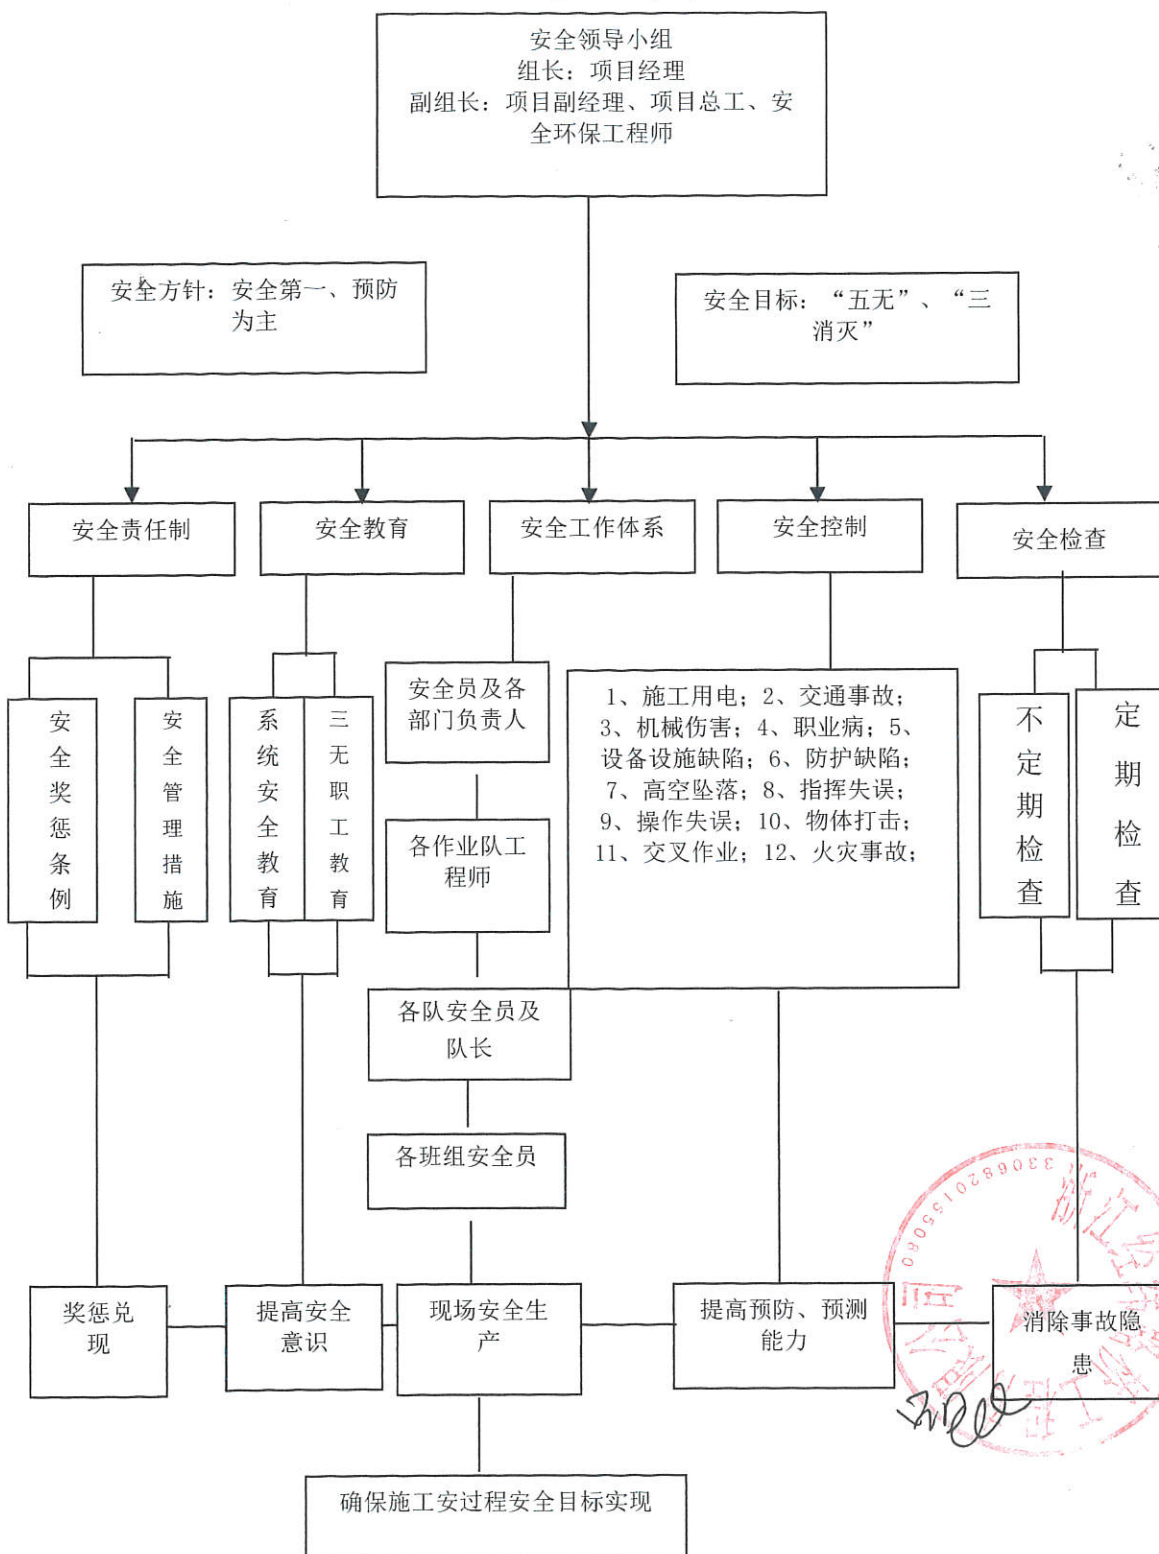 安全领导小组
组长：项目经理
副组长：项目副经理、项目总工、安
全环保工程师
安全方针：安全第一、预防
为主
安全目标：“五无”、“三
消灭”
安全责任制
安全教育
安全工作体系
安全控制
安全检查
安全奖惩条例
安全管理措施
系统安全教育
三无职工教育
安全员及各
部门负责人
各作业队工
程师
各队安全员及
队长
各班组安全员
1、施工用电；2、交通事故；
3、机械伤害；4、职业病；5、
设备设施缺陷；6、防护缺陷；
7、高空坠落；8、指挥失误；
9、操作失误；10、物体打击；
11、交叉作业；12、火灾事故；
不定期检查
定期检查
奖惩兑
现
提高安全
意识
现场安全生
产
提高预防、预测
能力
消除事故隐
患
确保施工安过程安全目标实现
浙江
公司